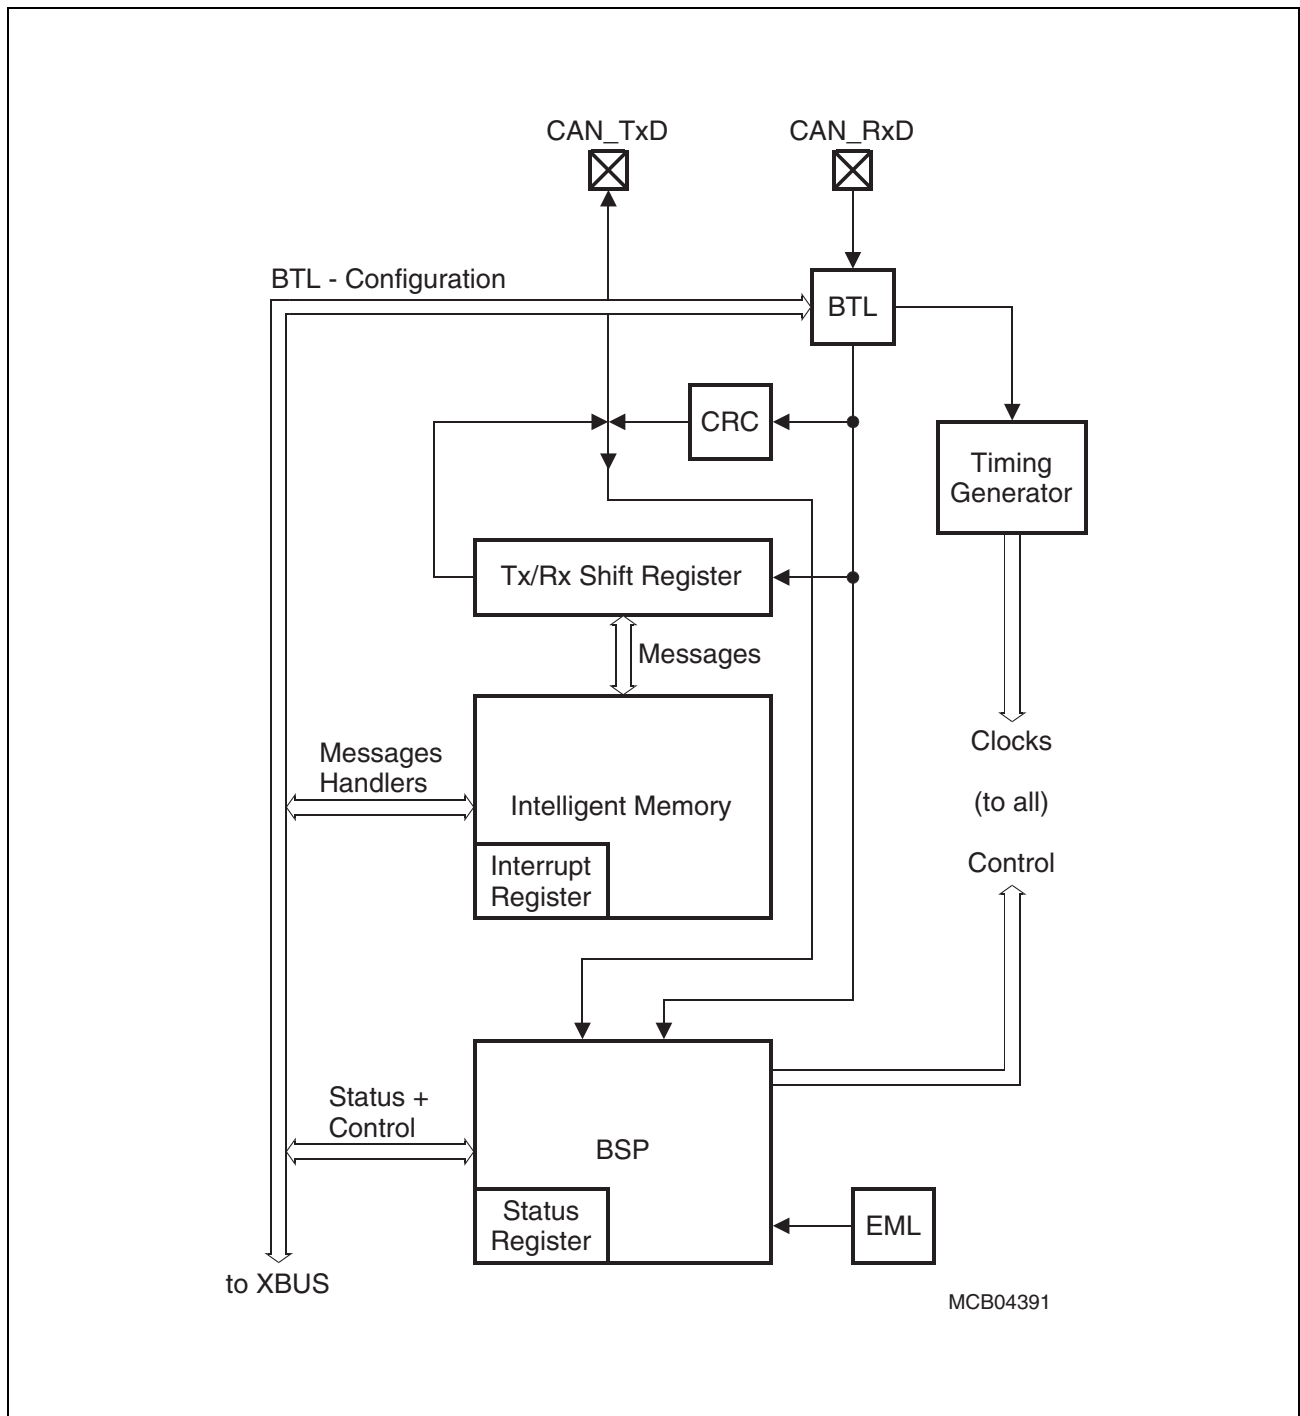 CAN_TxD
CAN_RxD
BTL - Configuration
BTL
CRC
Timing
Generator
Tx/Rx Shift Register
Messages
Clocks
Messages
Handlers
(to all)
Intelligent Memory
Control
Interrupt
Register
Status +
Control
BSP
Status
Register
EML
to XBUS
MCB04391